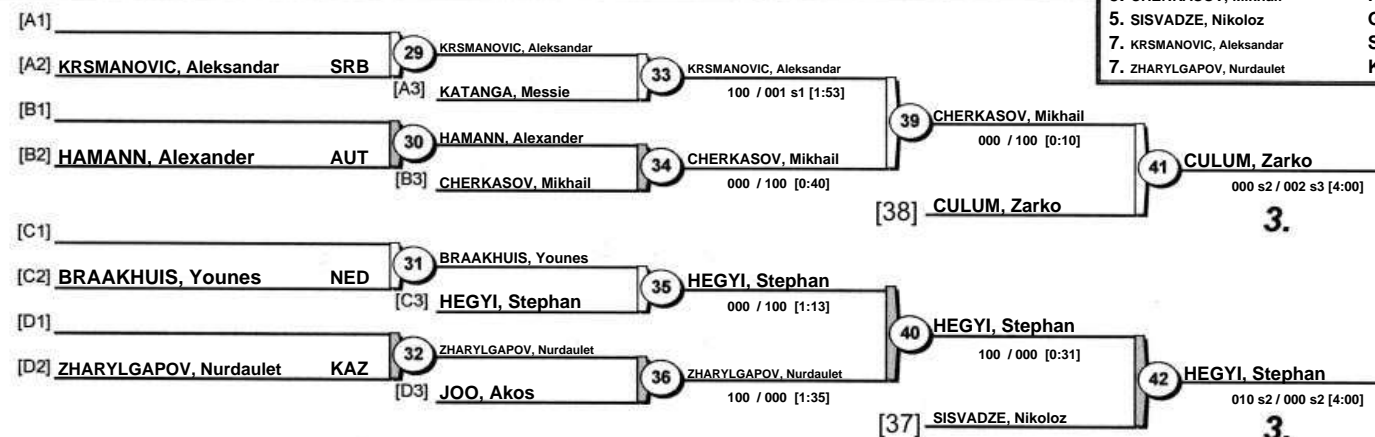 5. SISVADZE, Nikoloz
7. KRSMANOVIC, Aleksandar
7. ZHARYLGAPOV, Nurdaulet
[A1]
[A2] KRSMANOVIC, Aleksandar SRB
29
KRSMANOVIC, Aleksandar
[A3] KATANGA, Messie
33
KRSMANOVIC, Aleksandar
100 / 001 s1 [1:53]
[B1]
[B2] HAMANN, Alexander AUT
30
HAMANN, Alexander
[B3] CHERKASOV, Mikhail
34
CHERKASOV, Mikhail
000 / 100 [0:40]
39
CHERKASOV, Mikhail
000 / 100 [0:10]
[38] CULUM, Zarko
41
CULUM, Zarko
000 s2 / 002 s3 [4:00]
3.
[C1]
[C2] BRAAKHUIS, Younes NED
31
BRAAKHUIS, Younes
[C3] HEGYI, Stephan
35
HEGYI, Stephan
000 / 100 [1:13]
[D1]
[D2] ZHARYLGAPOV, Nurdaulet KAZ
32
ZHARYLGAPOV, Nurdaulet
[D3] JOO, Akos
36
ZHARYLGAPOV, Nurdaulet
100 / 000 [1:35]
40
HEGYI, Stephan
100 / 000 [0:31]
[37] SISVADZE, Nikoloz
42
HEGYI, Stephan
010 s2 / 000 s2 [4:00]
3.